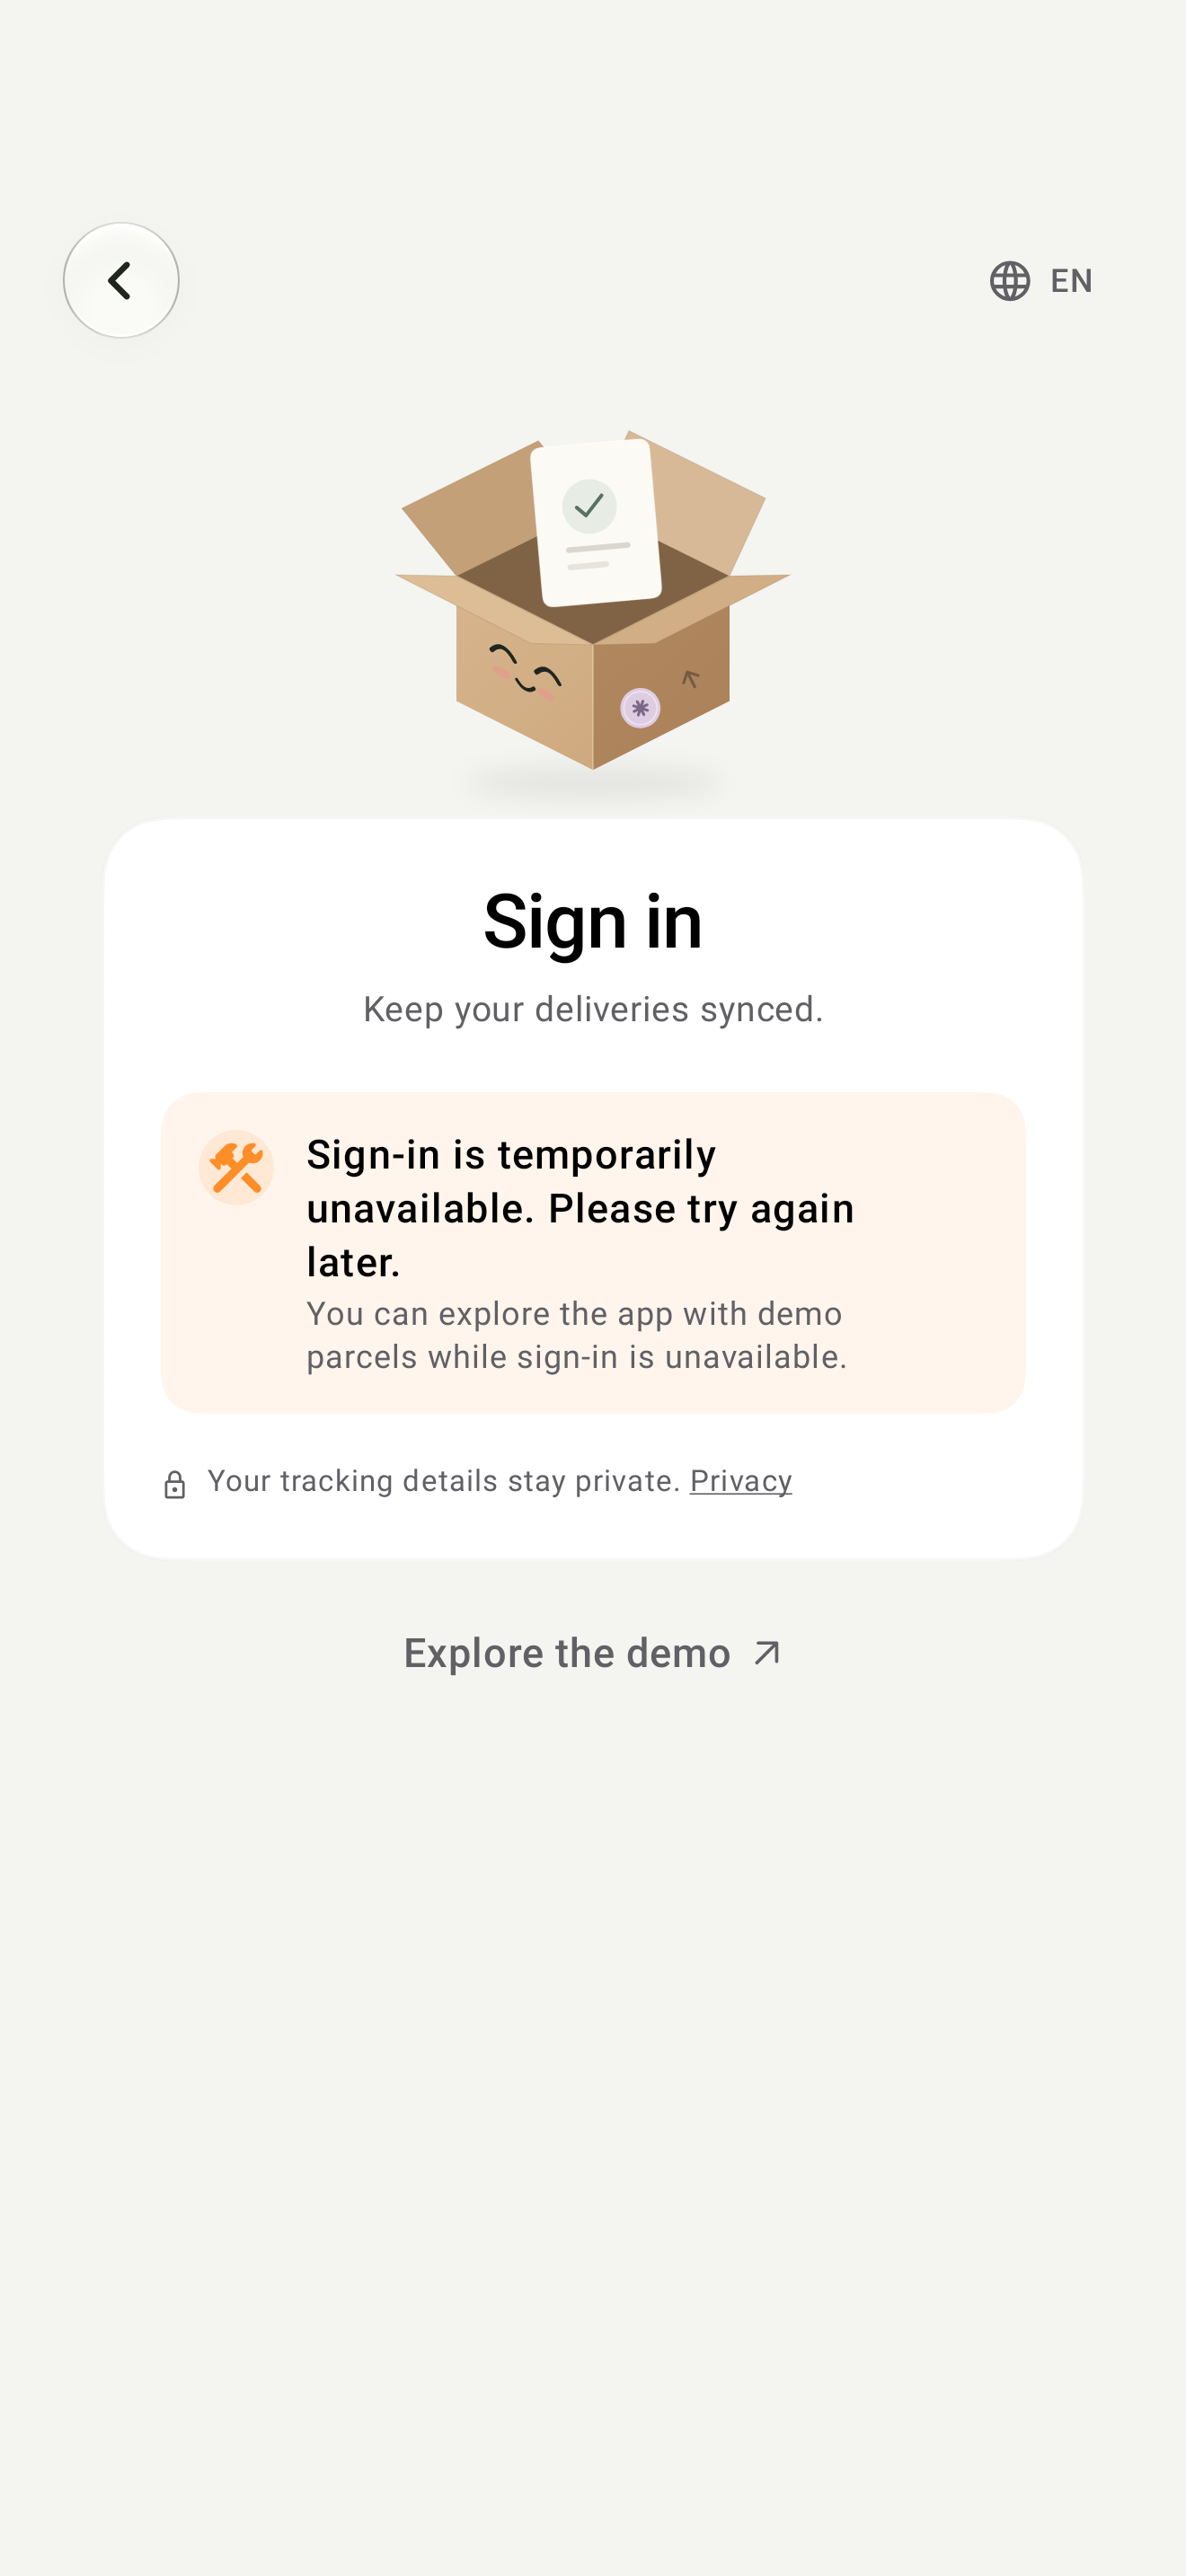 EN
Sign in
Keep your deliveries synced.
Sign-in is temporarily
unavailable. Please try again
later.
You can explore the app with demo
parcels while sign-in is unavailable.
Your tracking details stay private. Privacy
Explore the demo